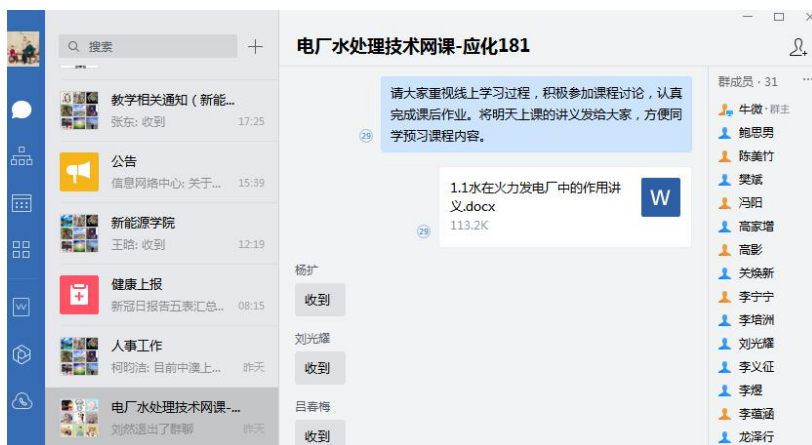 搜索
教学相关通知（新能...
张东: 收到
17:25
公告
信息网络中心: 关于...
15:39
新能源学院
王晗: 收到
12:19
健康上报
新冠日报告五表汇总...
08:15
人事工作
柯昀洁: 目前中澳上...
昨天
电厂水处理技术网课-...
刘然退出了群聊
昨天
电厂水处理技术网课-应化181
请大家重视线上学习过程，积极参加课程讨论，认真
完成课后作业。将明天上课的讲义发给大家，方便同
学预习课程内容。
29
1.1水在火力发电厂中的作用讲
义.docx
113.2K
W
29
杨扩
收到
刘光耀
收到
吕春梅
收到
群成员·31
牛微·群主
鲍思男
陈美竹
樊斌
冯阳
高家增
高影
关焕新
李宁宁
李培洲
刘光耀
李义征
李煜
李蕴涵
龙泽行